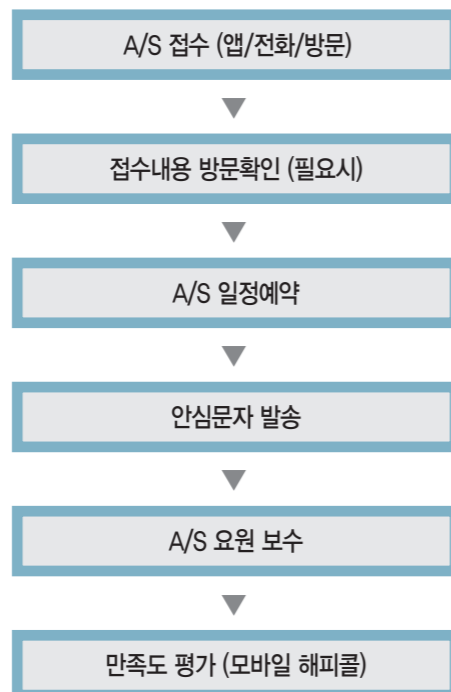 A/S 접수 (앱/전화/방문)
접수내용 방문확인 (필요시)
A/S 일정예약
안심문자 발송
A/S 요원 보수
만족도 평가 (모바일 해피콜)